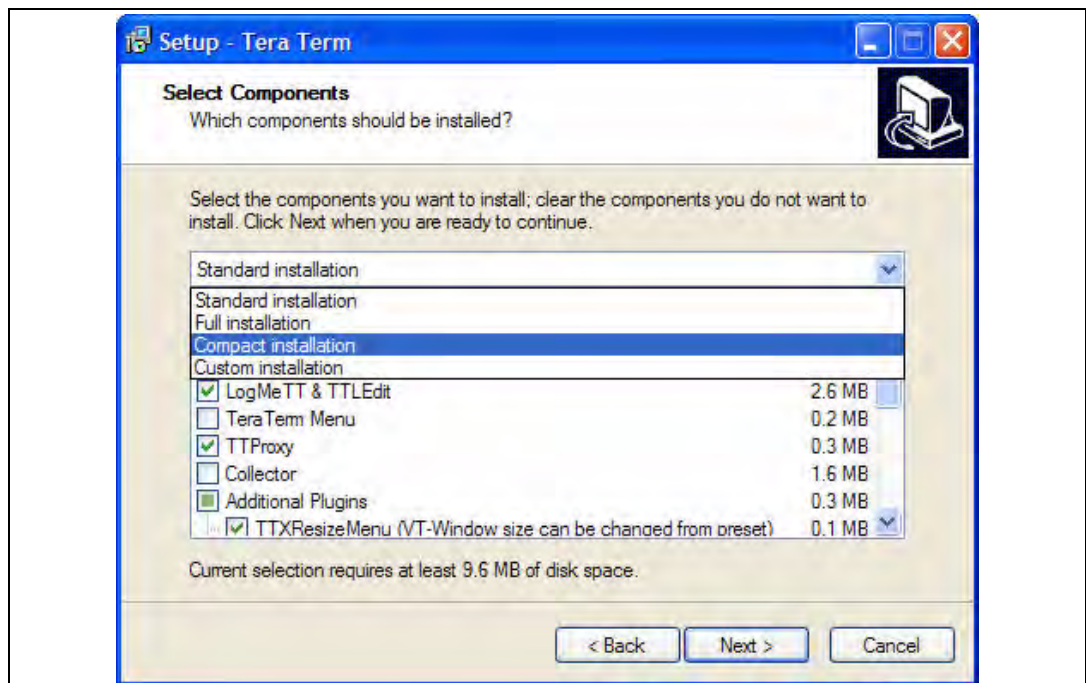 Setup - Tera Term
Select Components
Which components should be installed?
Select the components you want to install; clear the components you do not want to
install. Click Next when you are ready to continue.
Standard installation
Standard installation
Full installation
Compact installation
Custom installation
LogMeTT & TTLEdit 2.6 MB
TeraTerm Menu 0.2 MB
TTProxy 0.3 MB
Collector 1.6 MB
Additional Plugins 0.3 MB
TTXResizeMenu (VT-Window size can be changed from preset) 0.1 MB
Current selection requires at least 9.6 MB of disk space.
< Back Next > Cancel